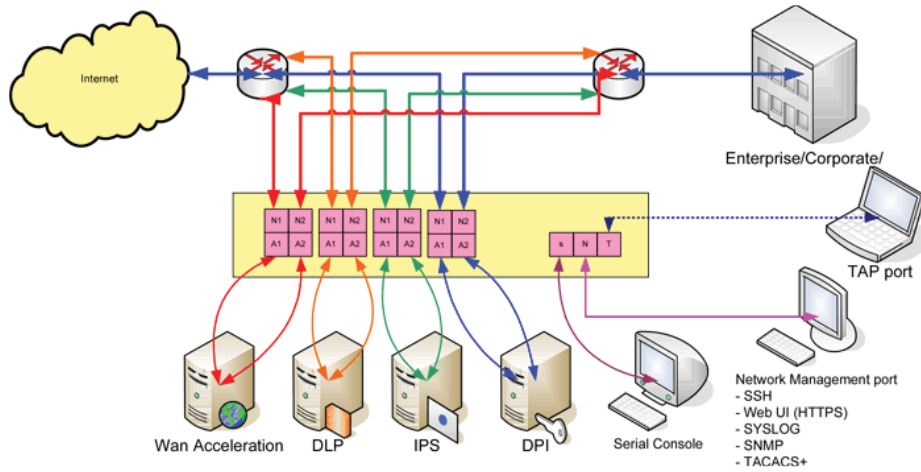 Internet
Enterprise/Corporate/
N1 N2 N1 N2 N1 N2 N1 N2
A1 A2 A1 A2 A1 A2 A1 A2
s N T
TAP port
Wan Acceleration
DLP
IPS
DPI
Serial Console
Network Management port
- SSH
- Web UI (HTTPS)
- SYSLOG
- SNMP
- TACACS+